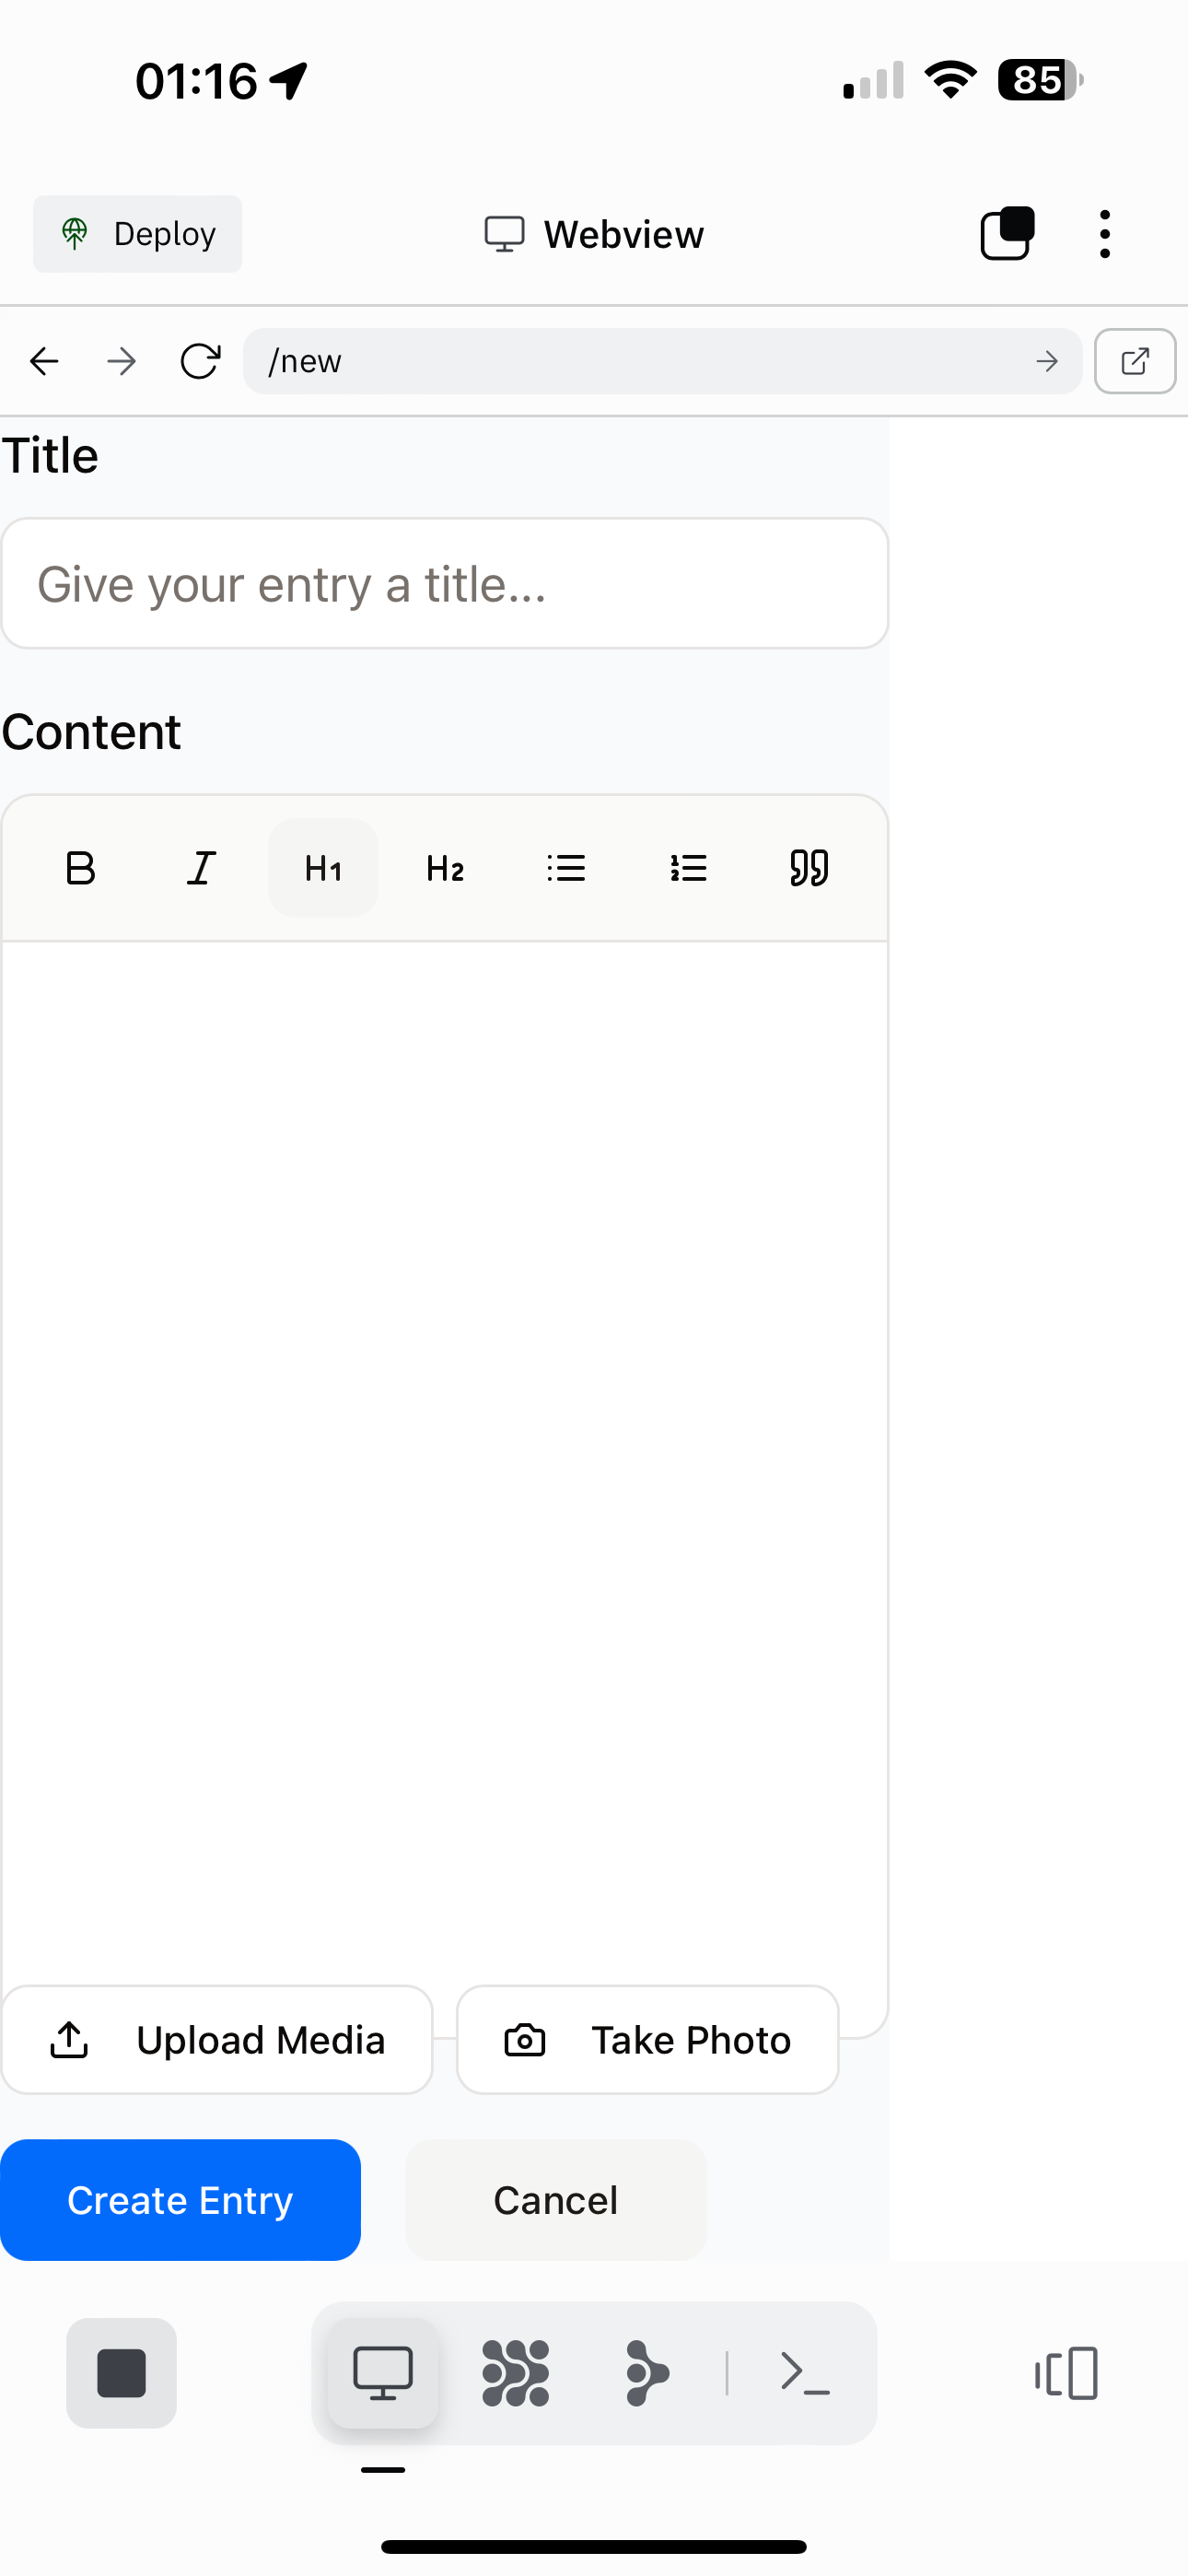 01:16
85
Deploy
Webview
/new
Title
Give your entry a title...
Content
B I H1 H2
Upload Media
Take Photo
Create Entry
Cancel